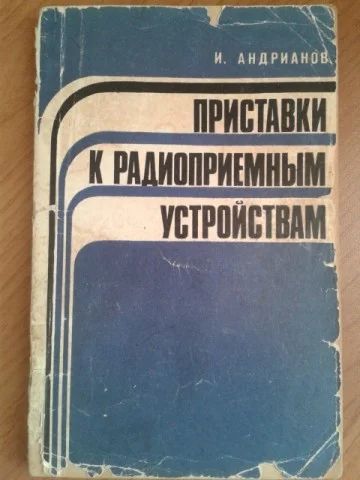 И. АНДРИАНОВ
ПРИСТАВКИ
К РАДИОПРИЕМНЫМ
УСТРОЙСТВАМ